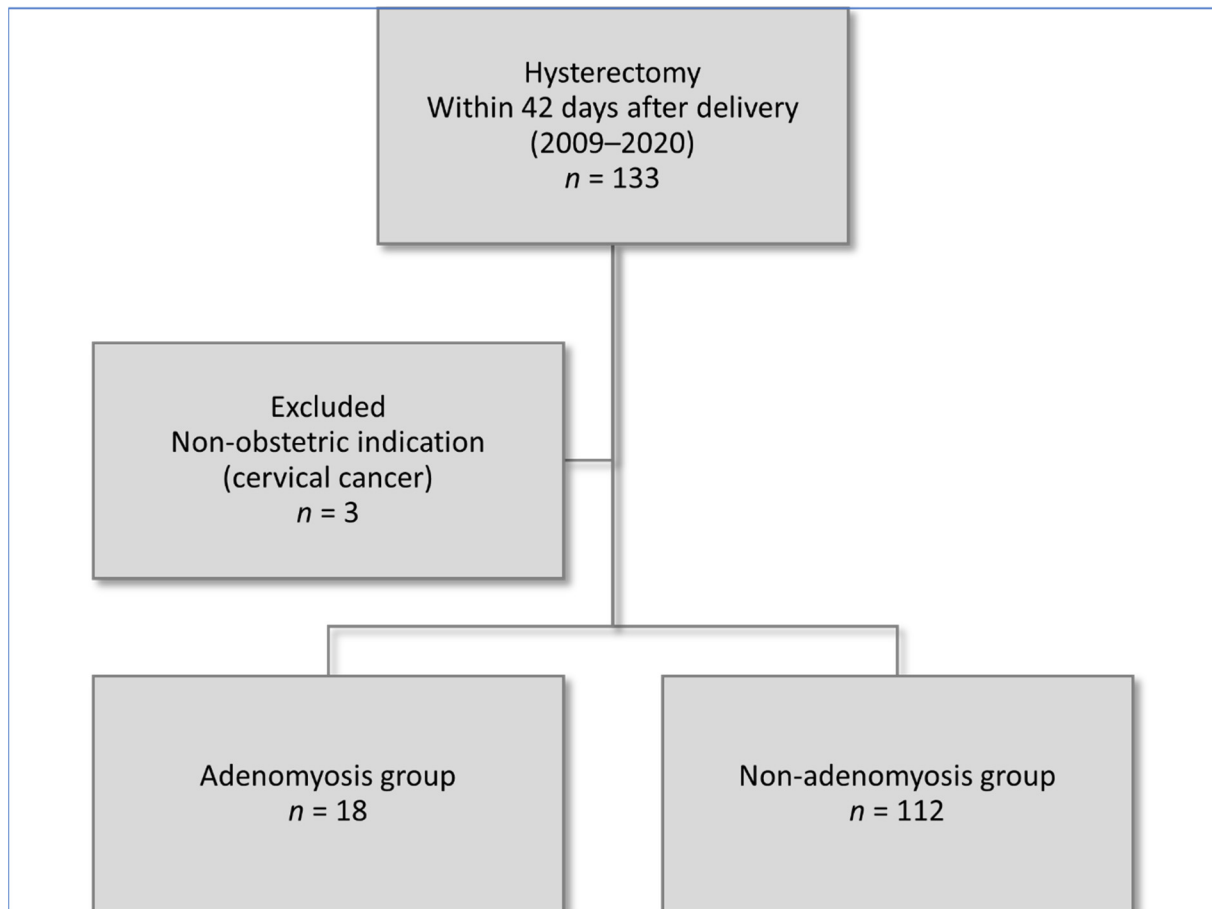 Hysterectomy
Within 42 days after delivery
(2009–2020)
n = 133
Excluded
Non-obstetric indication
(cervical cancer)
n = 3
Adenomyosis group
n = 18
Non-adenomyosis group
n = 112